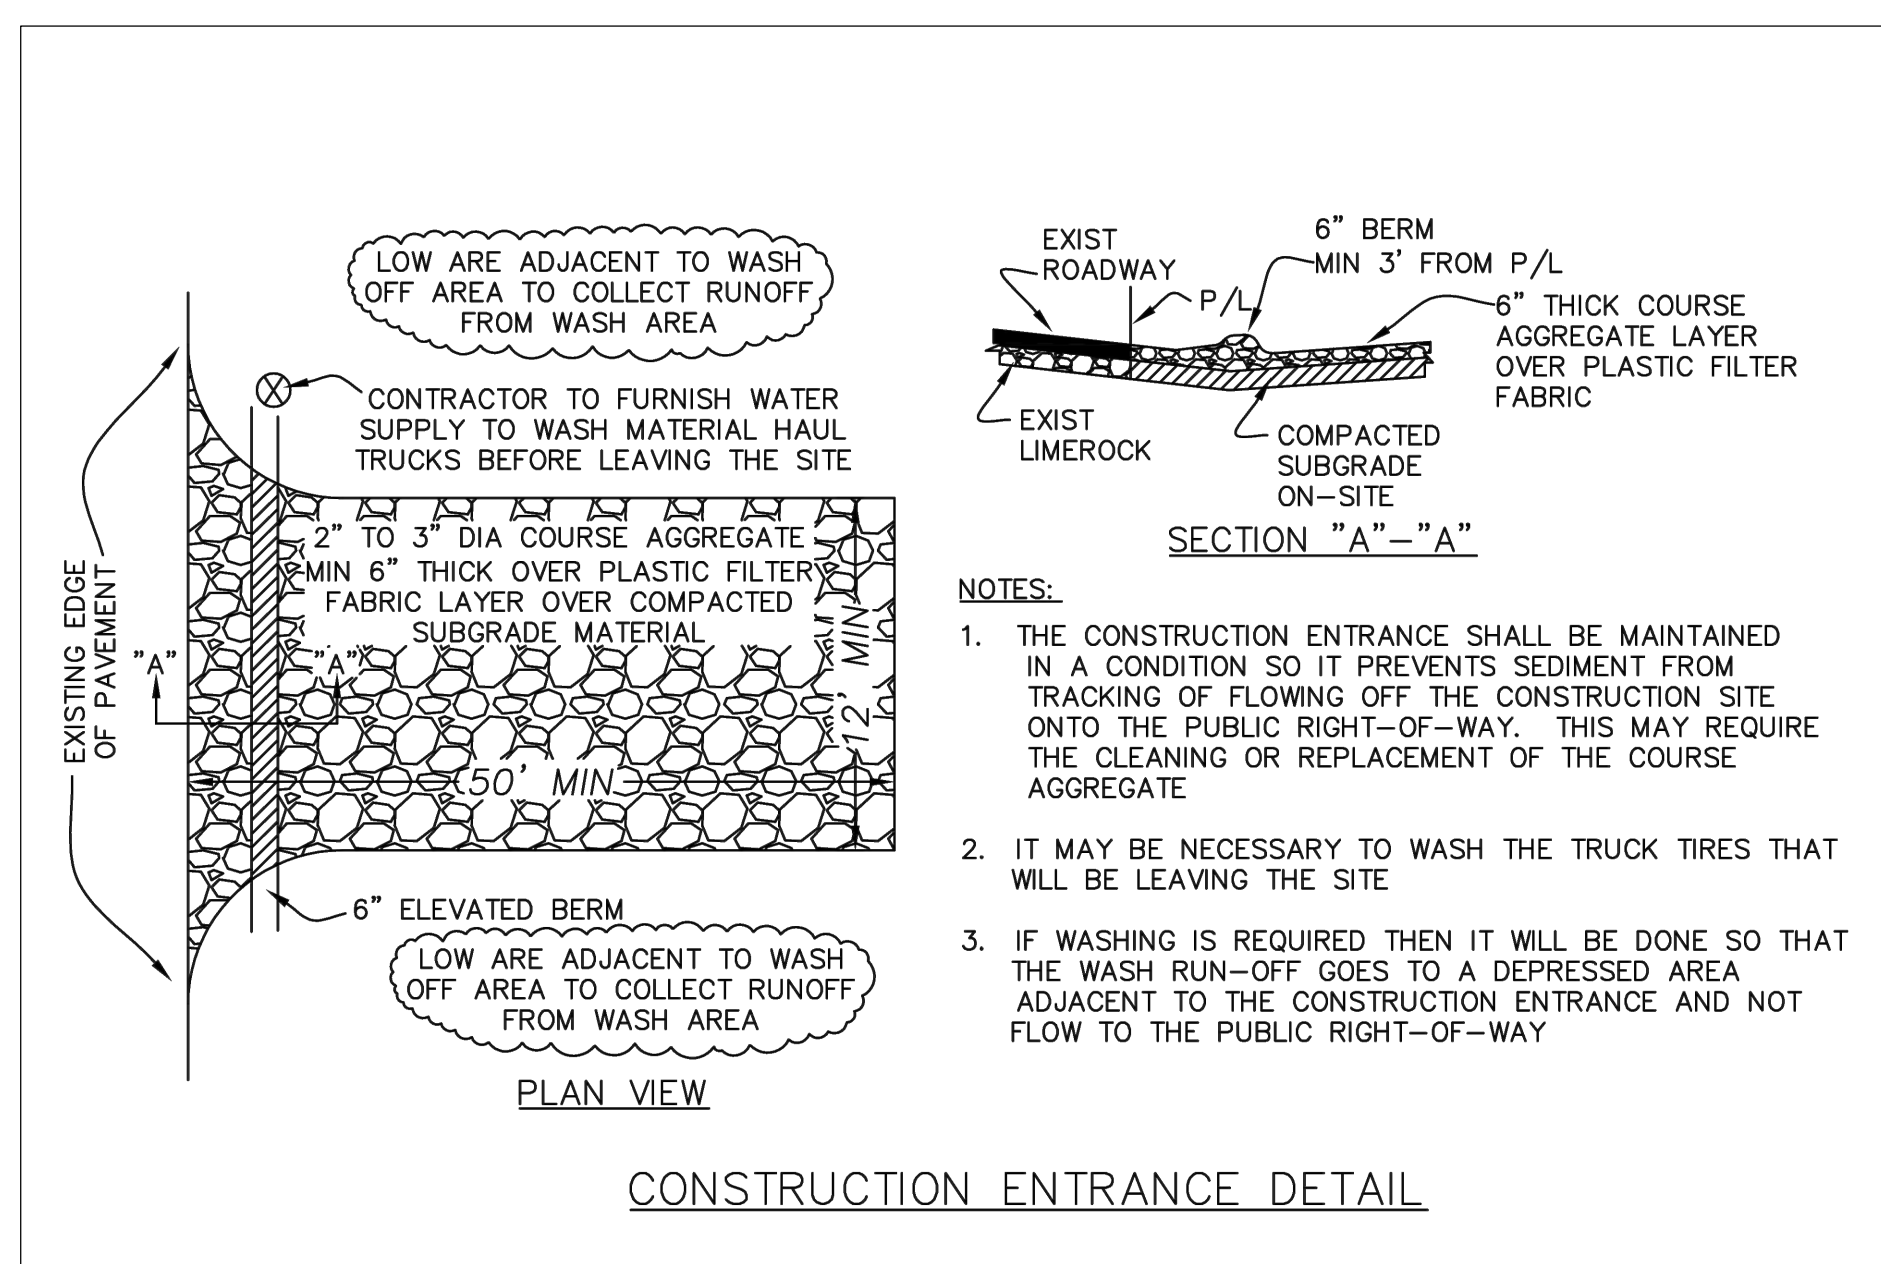 LOW ARE ADJACENT TO WASH
OFF AREA TO COLLECT RUNOFF
FROM WASH AREA
CONTRACTOR TO FURNISH WATER
SUPPLY TO WASH MATERIAL HAUL
TRUCKS BEFORE LEAVING THE SITE
2" TO 3" DIA COURSE AGGREGATE
MIN 6" THICK OVER PLASTIC FILTER
FABRIC LAYER OVER COMPACTED
SUBGRADE MATERIAL
EXISTING EDGE
OF PAVEMENT
"A"
"A"
12' MIN
50' MIN
6" ELEVATED BERM
LOW ARE ADJACENT TO WASH
OFF AREA TO COLLECT RUNOFF
FROM WASH AREA
PLAN VIEW
EXIST
ROADWAY
P/L
6" BERM
MIN 3' FROM P/L
6" THICK COURSE
AGGREGATE LAYER
OVER PLASTIC FILTER
FABRIC
EXIST
LIMEROCK
COMPACTED
SUBGRADE
ON-SITE
SECTION "A"-"A"
NOTES:
1. THE CONSTRUCTION ENTRANCE SHALL BE MAINTAINED
IN A CONDITION SO IT PREVENTS SEDIMENT FROM
TRACKING OF FLOWING OFF THE CONSTRUCTION SITE
ONTO THE PUBLIC RIGHT-OF-WAY. THIS MAY REQUIRE
THE CLEANING OR REPLACEMENT OF THE COURSE
AGGREGATE
2. IT MAY BE NECESSARY TO WASH THE TRUCK TIRES THAT
WILL BE LEAVING THE SITE
3. IF WASHING IS REQUIRED THEN IT WILL BE DONE SO THAT
THE WASH RUN-OFF GOES TO A DEPRESSED AREA
ADJACENT TO THE CONSTRUCTION ENTRANCE AND NOT
FLOW TO THE PUBLIC RIGHT-OF-WAY
CONSTRUCTION ENTRANCE DETAIL